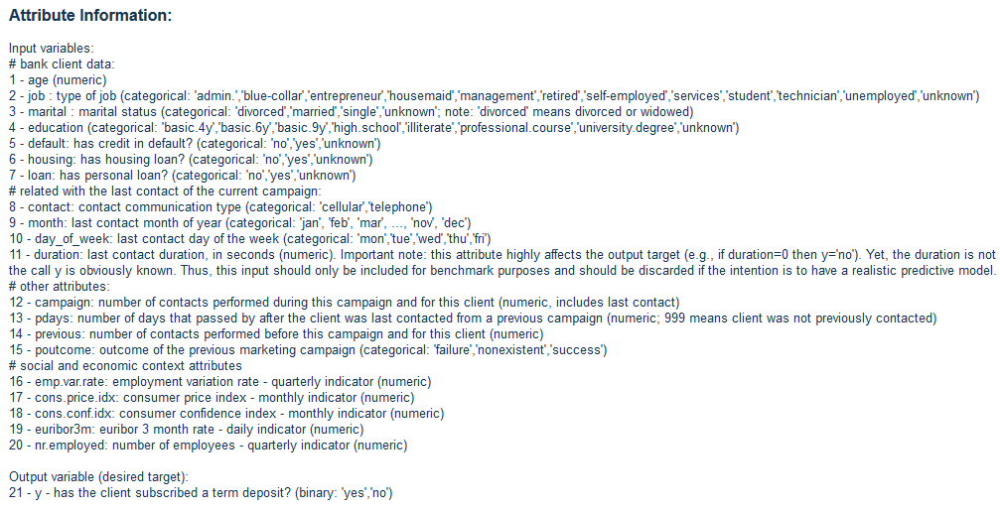 Attribute Information:
Input variables:
# bank client data:
1 - age (numeric)
2 - job : type of job (categorical: 'admin.','blue-collar','entrepreneur','housemaid','management','retired','self-employed','services','student','technician','unemployed','unknown')
3 - marital : marital status (categorical: 'divorced','married','single','unknown'; note: 'divorced' means divorced or widowed)
4 - education (categorical: 'basic.4y','basic.6y','basic.9y','high.school','illiterate','professional.course','university.degree','unknown')
5 - default: has credit in default? (categorical: 'no','yes','unknown')
6 - housing: has housing loan? (categorical: 'no','yes','unknown')
7 - loan: has personal loan? (categorical: 'no','yes','unknown')
# related with the last contact of the current campaign:
8 - contact: contact communication type (categorical: 'cellular','telephone')
9 - month: last contact month of year (categorical: 'jan', 'feb', 'mar', ..., 'nov', 'dec')
10 - day_of_week: last contact day of the week (categorical: 'mon','tue','wed','thu','fri')
11 - duration: last contact duration, in seconds (numeric). Important note: this attribute highly affects the output target (e.g., if duration=0 then y='no'). Yet, the duration is not
the call y is obviously known. Thus, this input should only be included for benchmark purposes and should be discarded if the intention is to have a realistic predictive model.
# other attributes:
12 - campaign: number of contacts performed during this campaign and for this client (numeric, includes last contact)
13 - pdays: number of days that passed by after the client was last contacted from a previous campaign (numeric; 999 means client was not previously contacted)
14 - previous: number of contacts performed before this campaign and for this client (numeric)
15 - poutcome: outcome of the previous marketing campaign (categorical: 'failure','nonexistent','success')
# social and economic context attributes
16 - emp.var.rate: employment variation rate - quarterly indicator (numeric)
17 - cons.price.idx: consumer price index - monthly indicator (numeric)
18 - cons.conf.idx: consumer confidence index - monthly indicator (numeric)
19 - euribor3m: euribor 3 month rate - daily indicator (numeric)
20 - nr.employed: number of employees - quarterly indicator (numeric)
Output variable (desired target):
21 - y - has the client subscribed a term deposit? (binary: 'yes','no')